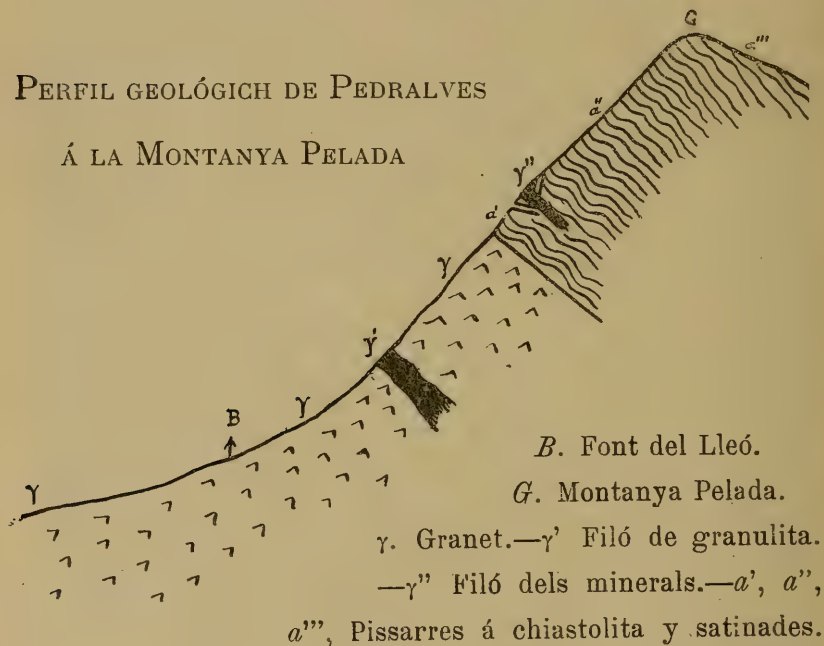 G
a'''
PERFIL GEOLÓGICH DE PEDRALVES
Á LA MONTANYA PELADA
a''
γ''
a'
γ
γ'
B
γ
γ
B. Font del Lleó.
G. Montanya Pelada.
γ. Granet.—γ' Filó de granulita.
—γ'' Filó dels minerals.—a', a'',
a''', Pissarres á chiastolita y satinades.